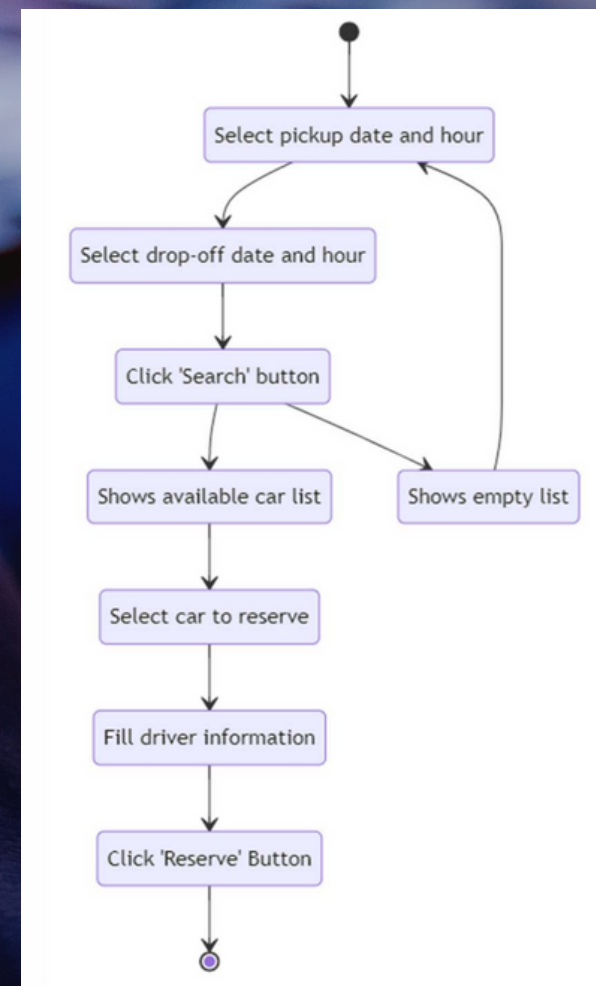 Select pickup date and hour
Select drop-off date and hour
Click 'Search' button
Shows available car list
Shows empty list
Select car to reserve
Fill driver information
Click 'Reserve' Button